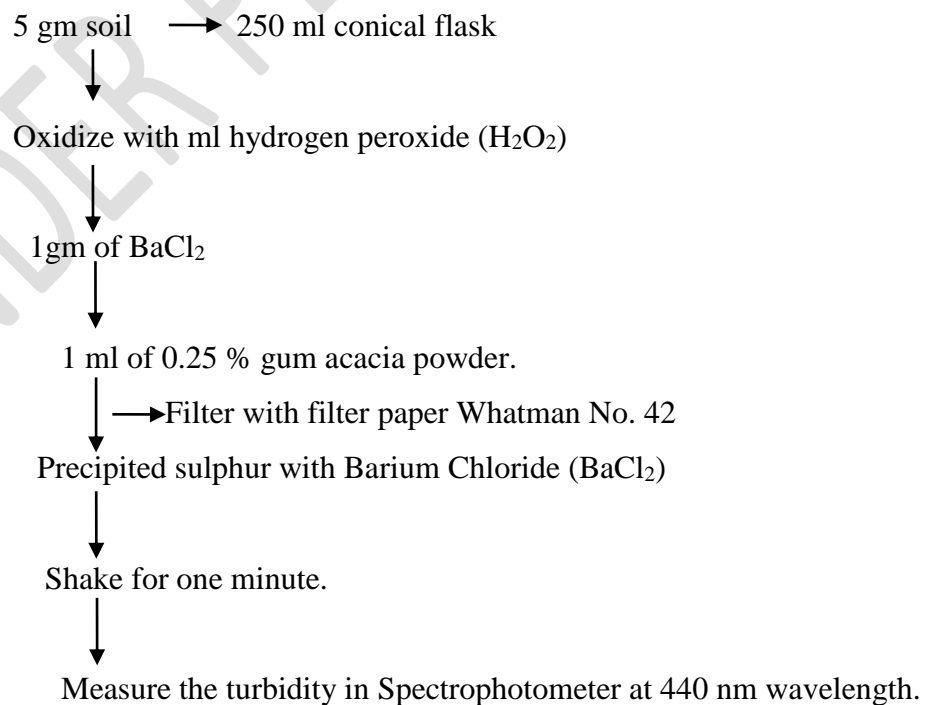 5 gm soil → 250 ml conical flask
Oxidize with ml hydrogen peroxide (H₂O₂)
1gm of BaCl₂
1 ml of 0.25 % gum acacia powder.
Filter with filter paper Whatman No. 42
Precipited sulphur with Barium Chloride (BaCl₂)
Shake for one minute.
Measure the turbidity in Spectrophotometer at 440 nm wavelength.